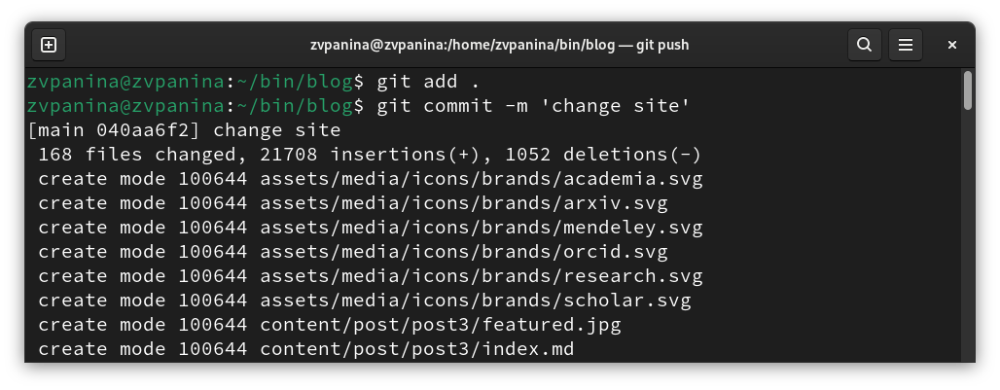 zvpanina@zvpanina:/home/zvpanina/bin/blog — git push
zvpanina@zvpanina:~/bin/blog$ git add .
zvpanina@zvpanina:~/bin/blog$ git commit -m 'change site'
[main 040aa6f2] change site
 168 files changed, 21708 insertions(+), 1052 deletions(-)
 create mode 100644 assets/media/icons/brands/academia.svg
 create mode 100644 assets/media/icons/brands/arxiv.svg
 create mode 100644 assets/media/icons/brands/mendeley.svg
 create mode 100644 assets/media/icons/brands/orcid.svg
 create mode 100644 assets/media/icons/brands/research.svg
 create mode 100644 assets/media/icons/brands/scholar.svg
 create mode 100644 content/post/post3/featured.jpg
 create mode 100644 content/post/post3/index.md